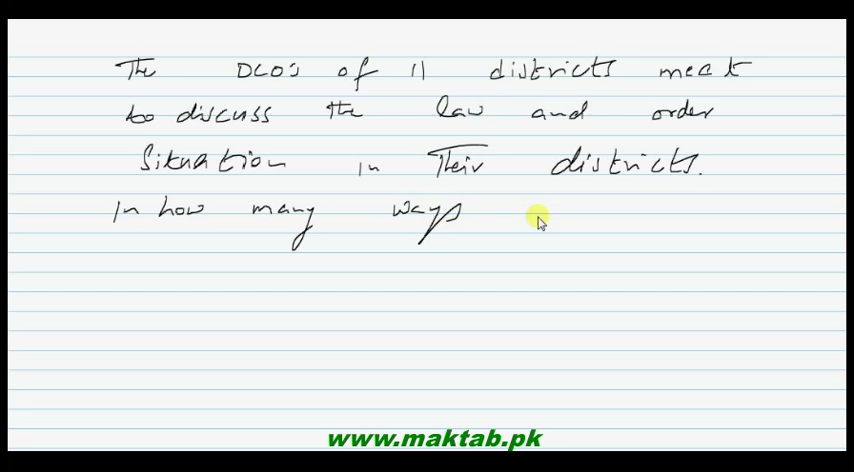 The DCO's of 11 districts meet
to discuss the law and order
Situation in Their districts.
In how many ways
www.maktab.pk